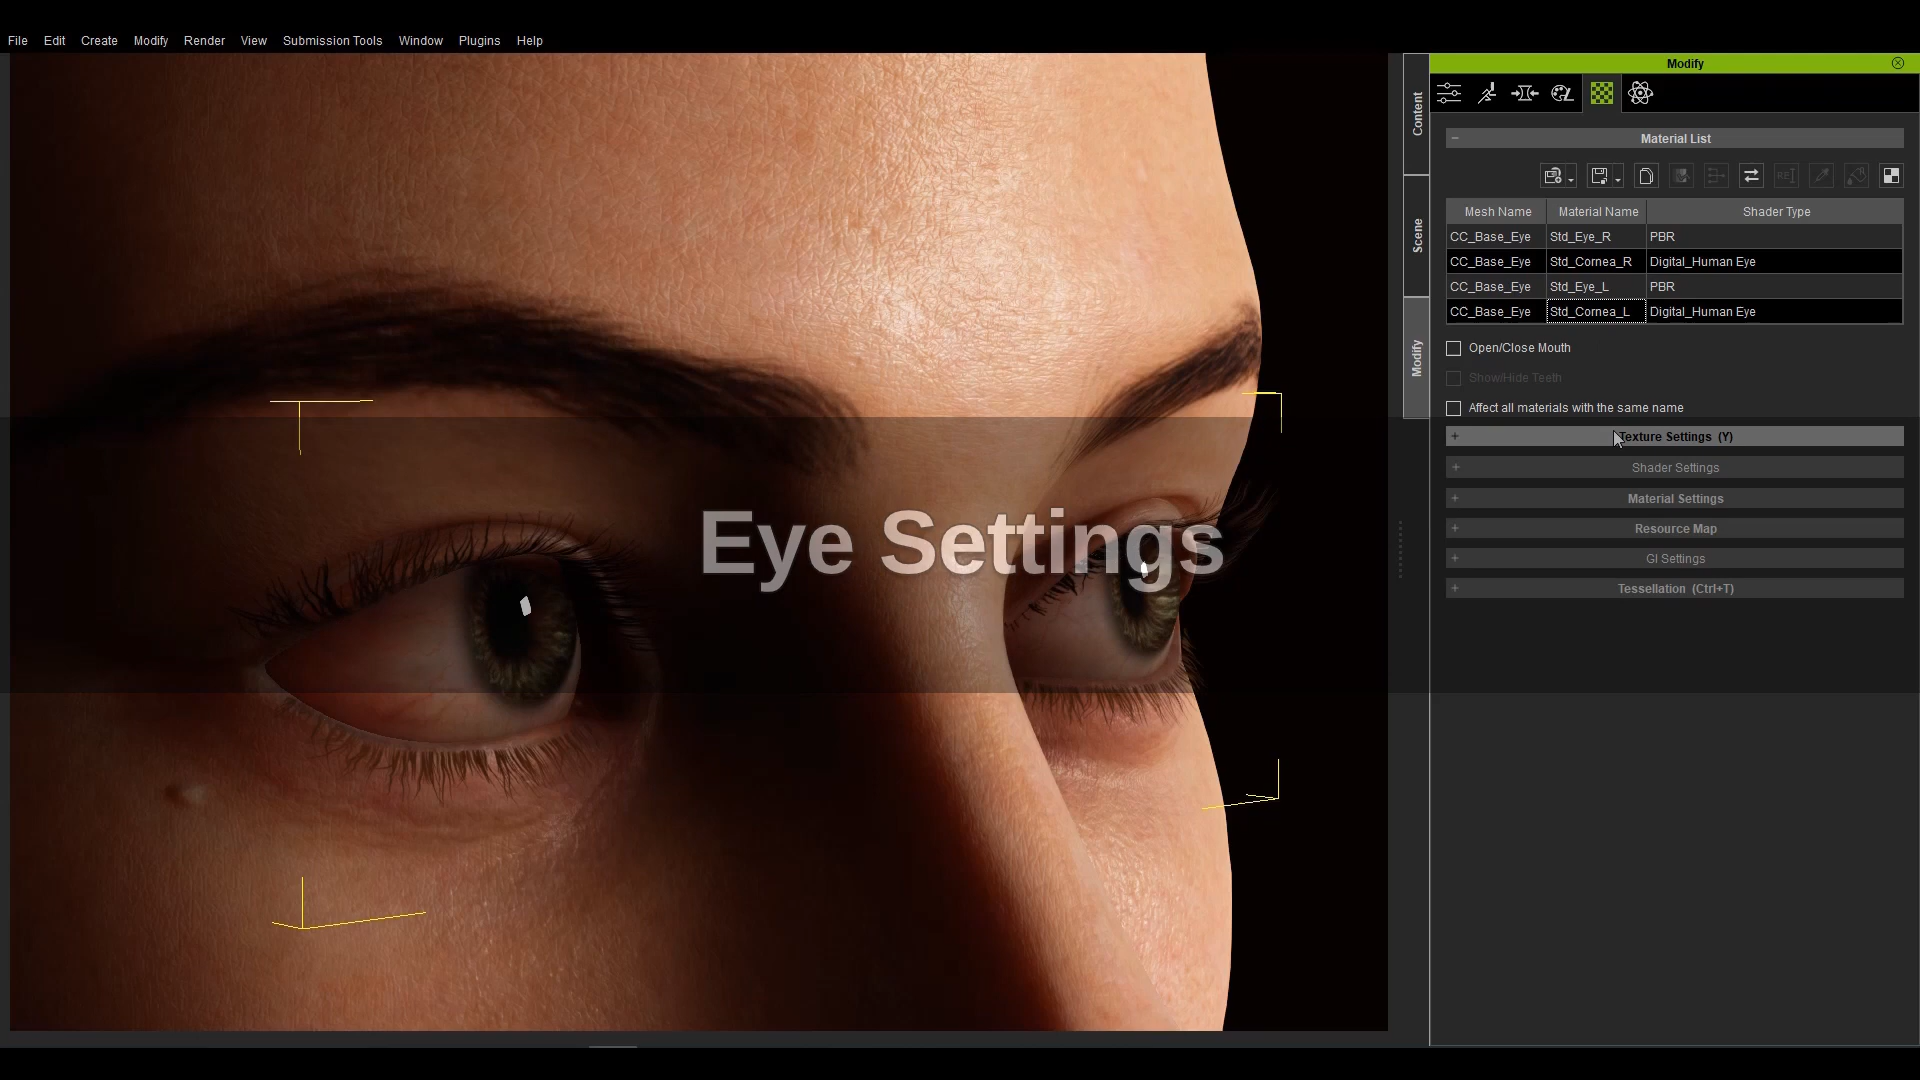 File Edit Create Modify Render View Submission Tools Window Plugins Help
Content
Scene
Modify
Modify
Material List
Mesh Name Material Name Shader Type
CC_Base_Eye Std_Eye_R PBR
CC_Base_Eye Std_Cornea_R Digital_Human Eye
CC_Base_Eye Std_Eye_L PBR
CC_Base_Eye Std_Cornea_L Digital_Human Eye
Open/Close Mouth
Show/Hide Teeth
Affect all materials with the same name
Texture Settings (Y)
Shader Settings
Material Settings
Resource Map
GI Settings
Tessellation (Ctrl+T)
Eye Settings